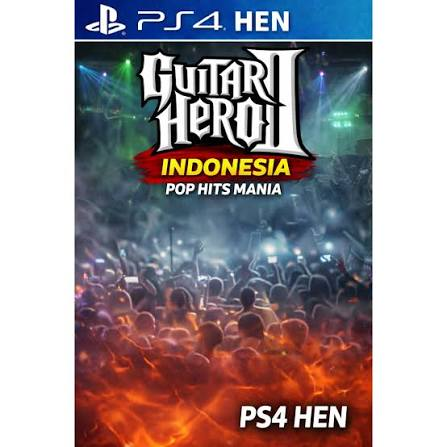 PS4 HEN
GUITAR
HERO II
INDONESIA
POP HITS MANIA
PS4 HEN